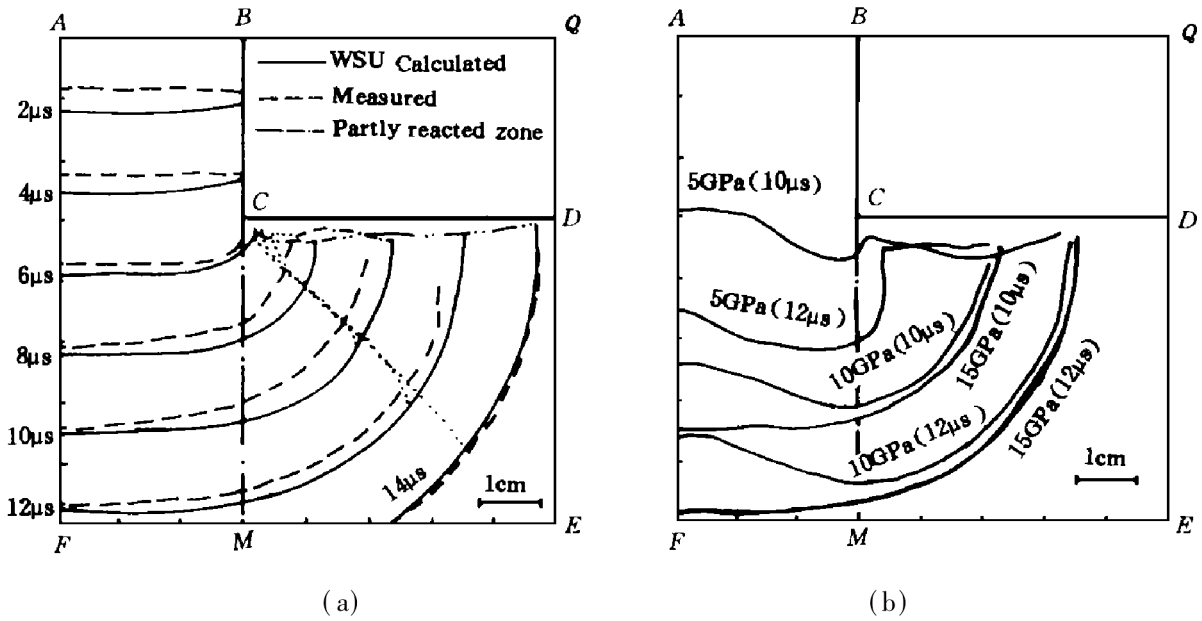 A B Q
WSU Calculated
Measured
Partly reacted zone
2μs
4μs
C
D
6μs
8μs
10μs
14μs
1cm
12μs
F M E
(a)
A B Q
5GPa(10μs)
C
D
5GPa(12μs)
10GPa(10μs)
15GPa(10μs)
10GPa(12μs)
15GPa(12μs)
1cm
F M E
(b)